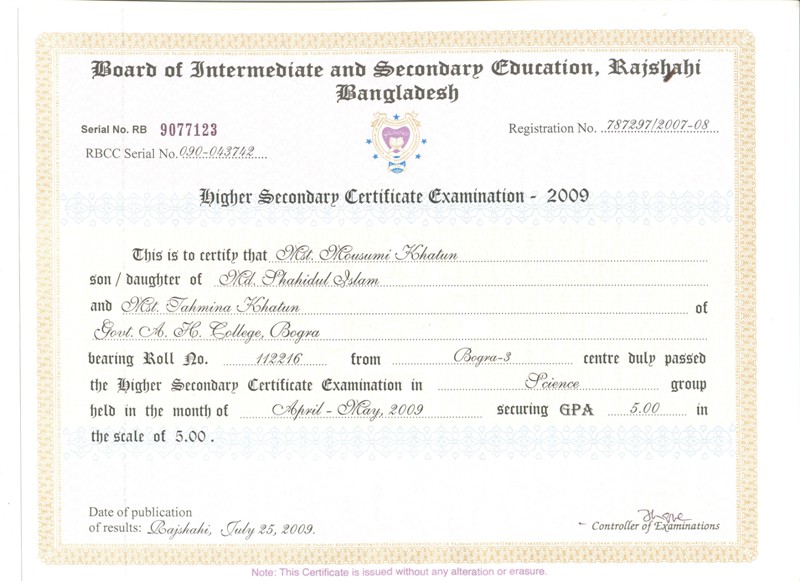 Board of Intermediate and Secondary Education, Rajshahi
Bangladesh
Serial No. RB 9077123
Registration No. 787297/2007-08
RBCC Serial No. 090-043742
Higher Secondary Certificate Examination - 2009
This is to certify that Mst. Mousumi Khatun
son / daughter of Md. Shahidul Islam
and Mst. Tahmina Khatun of
Govt. A. H. College, Bogra
bearing Roll No. 112216 from Bogra-3 centre duly passed
the Higher Secondary Certificate Examination in Science group
held in the month of April - May, 2009 securing GPA 5.00 in
the scale of 5.00 .
Date of publication
of results: Rajshahi, July 25, 2009.
Controller of Examinations
Note: This Certificate is issued without any alteration or erasure.